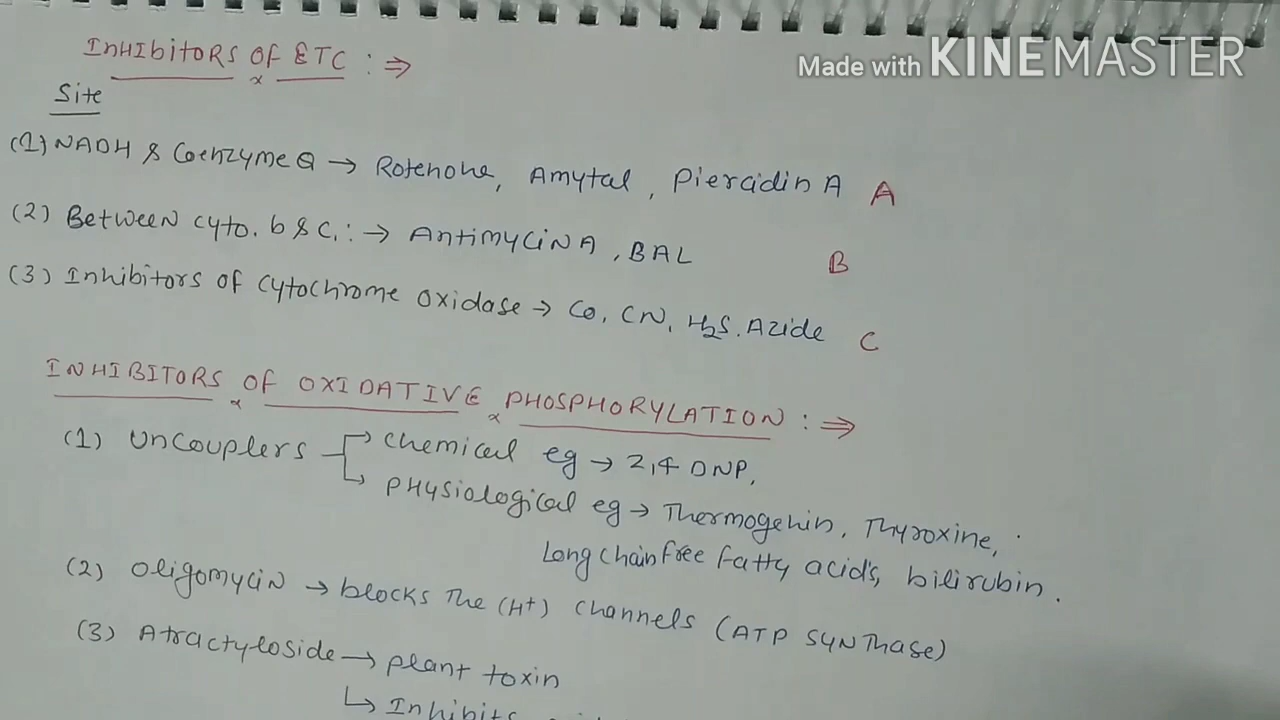 Made with KINEMASTER
INHIBITORS OF ETC : ⇒
Site
(1) NADH & Coenzyme Q → Rotenone, Amytal, Piercidin A A
(2) Between cyto. b & C1 : → Antimycin A, BAL B
(3) Inhibitors of cytochrome oxidase → CO, CN, H2S. Azide C
INHIBITORS OF OXIDATIVE PHOSPHORYLATION : ⇒
(1) Uncouplers → Chemical eg → 2,4 DNP,
↳ PHYsiological eg → Thermogenin, Thyroxine,
Long chain free fatty acid's, bilirubin.
(2) Oligomycin → blocks The (H+) channels (ATP SYNThase)
(3) Atractyloside → plant toxin
↳ Inhibits